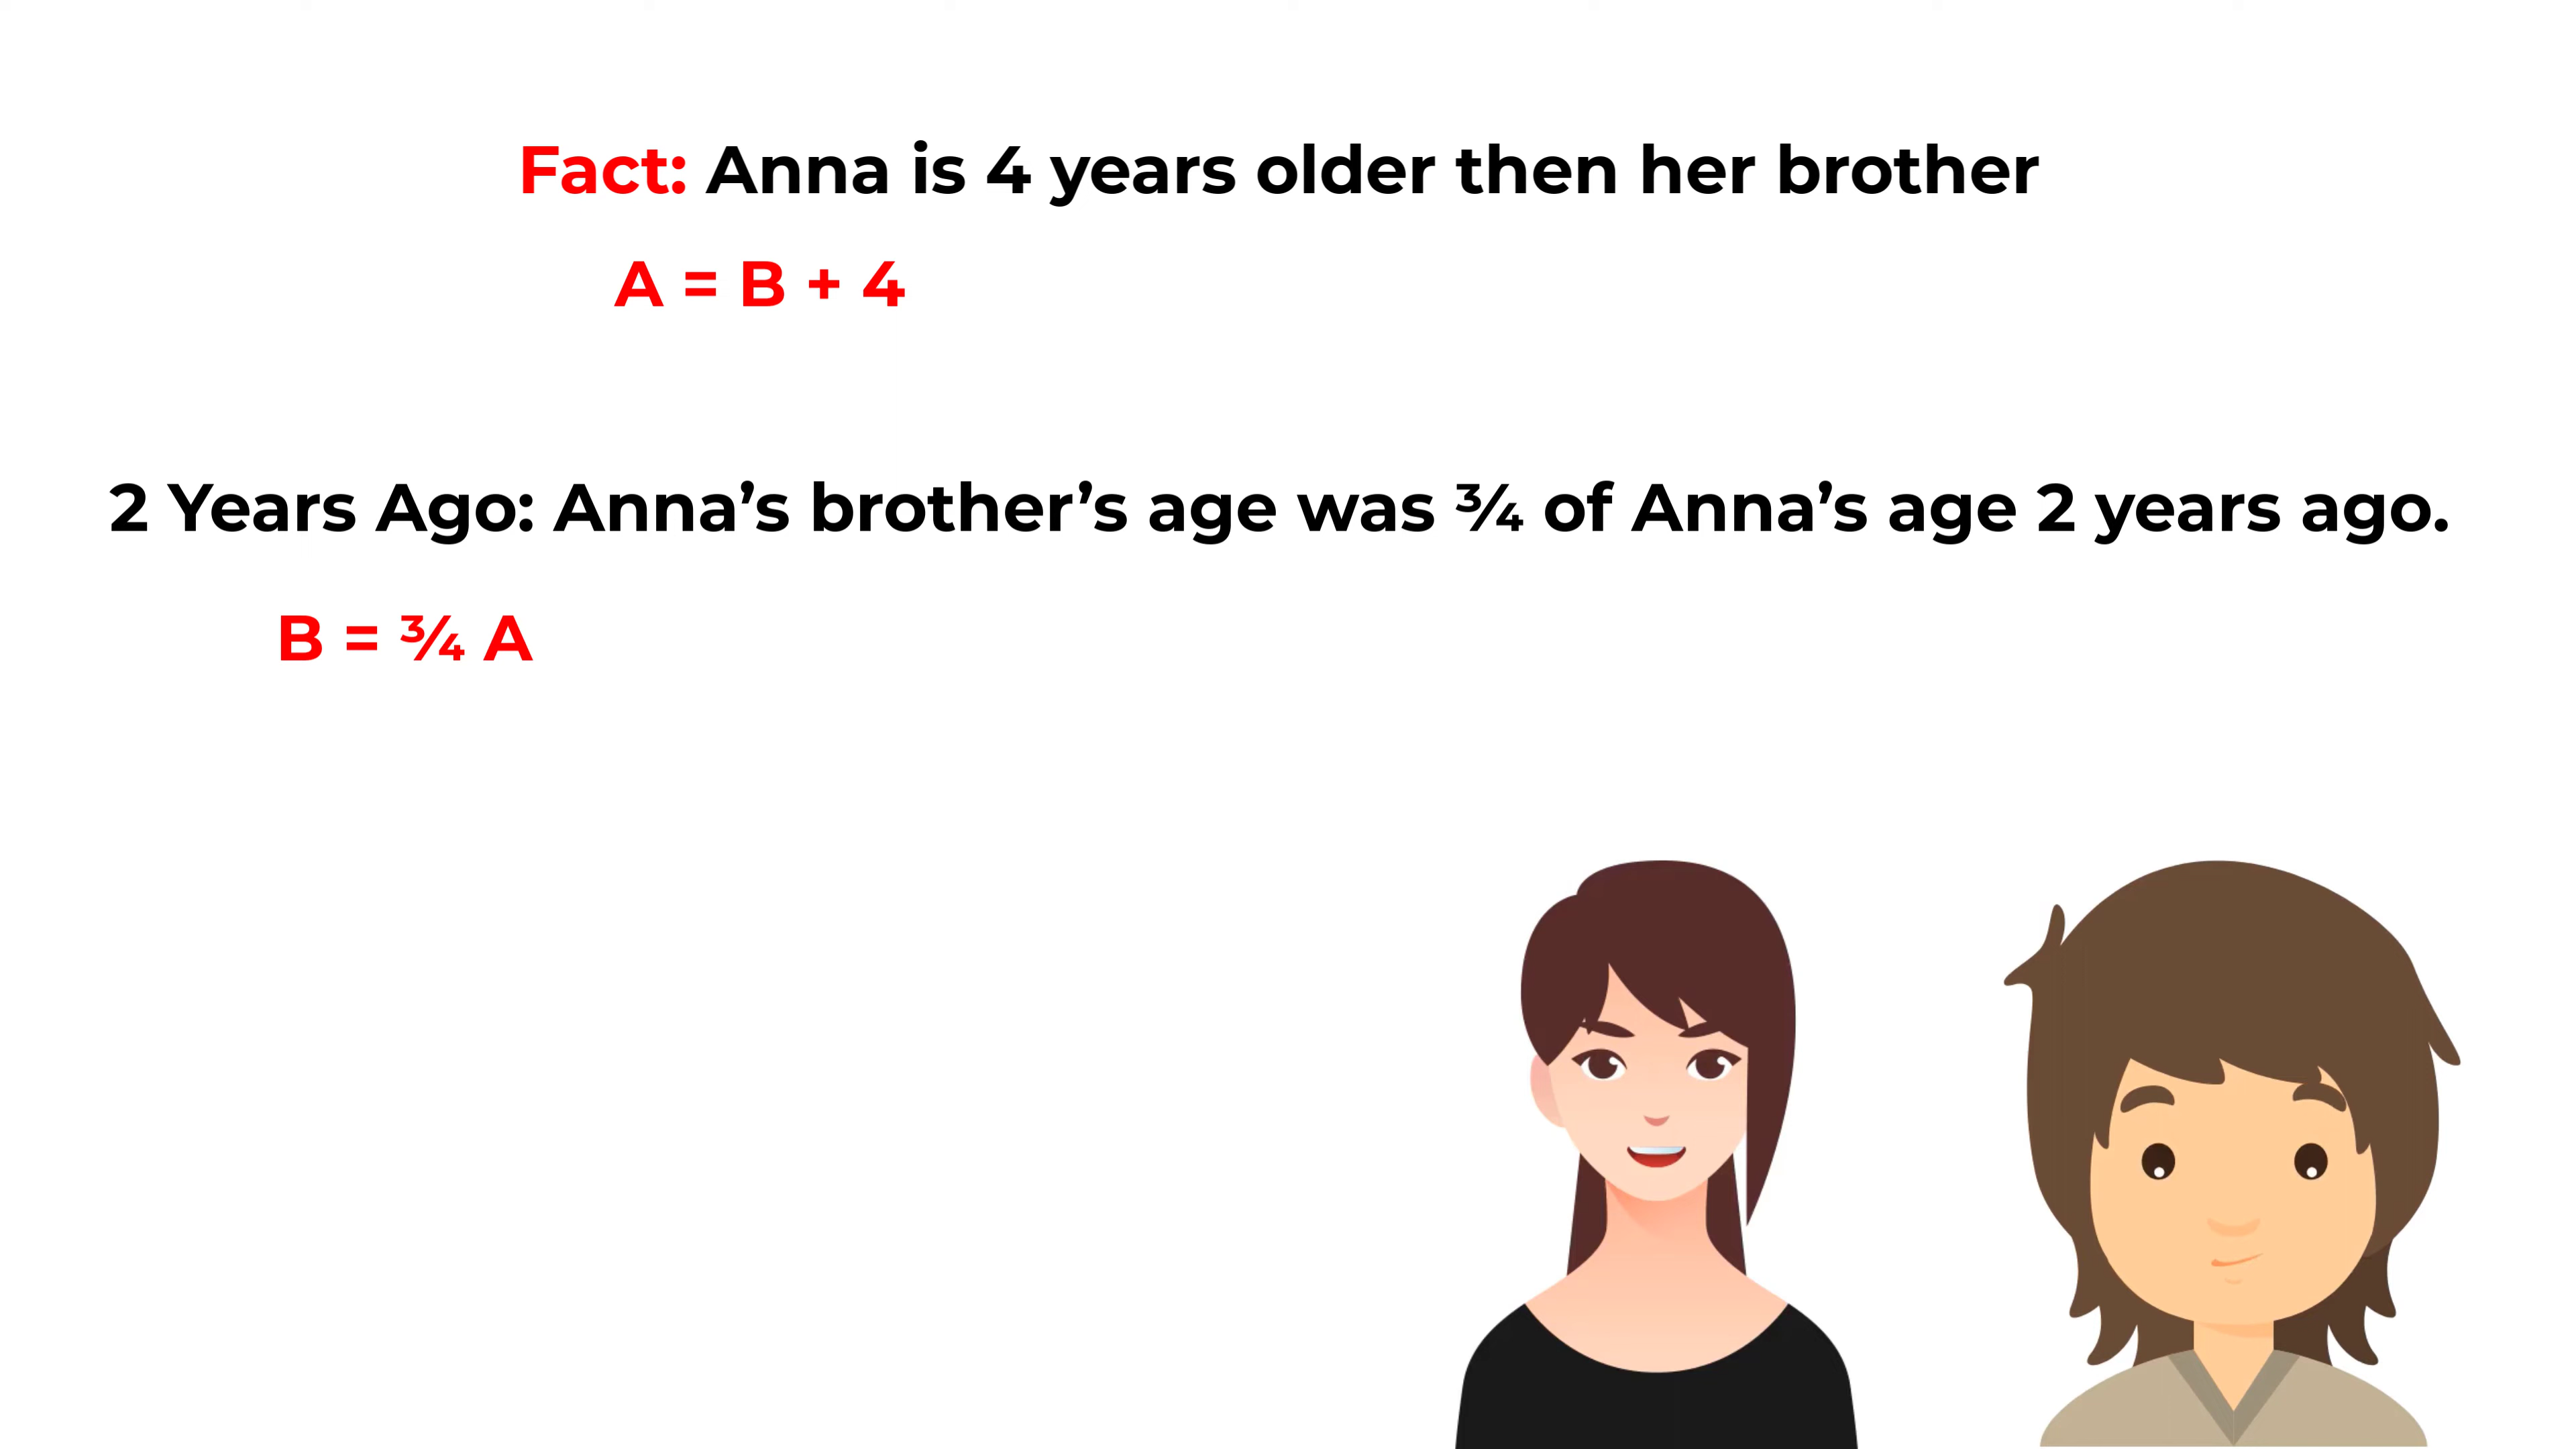 Fact: Anna is 4 years older then her brother
A = B + 4
2 Years Ago: Anna’s brother’s age was ¾ of Anna’s age 2 years ago.
B = ¾ A